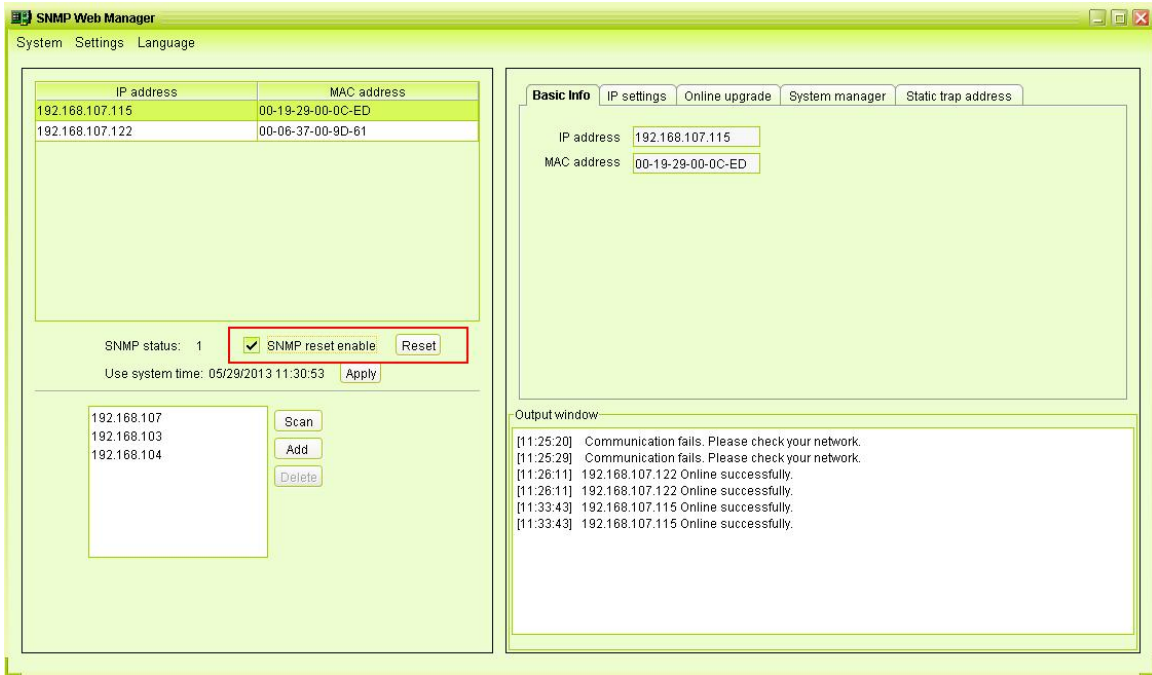 SNMP Web Manager
System Settings Language
IP address MAC address
192.168.107.115 00-19-29-00-0C-ED
192.168.107.122 00-06-37-00-9D-61
SNMP status: 1 SNMP reset enable Reset
Use system time: 05/29/2013 11:30:53 Apply
192.168.107
192.168.103
192.168.104
Scan
Add
Delete
Basic Info IP settings Online upgrade System manager Static trap address
IP address 192.168.107.115
MAC address 00-19-29-00-0C-ED
Output window
[11:25:20] Communication fails. Please check your network.
[11:25:29] Communication fails. Please check your network.
[11:26:11] 192.168.107.122 Online successfully.
[11:26:11] 192.168.107.122 Online successfully.
[11:33:43] 192.168.107.115 Online successfully.
[11:33:43] 192.168.107.115 Online successfully.